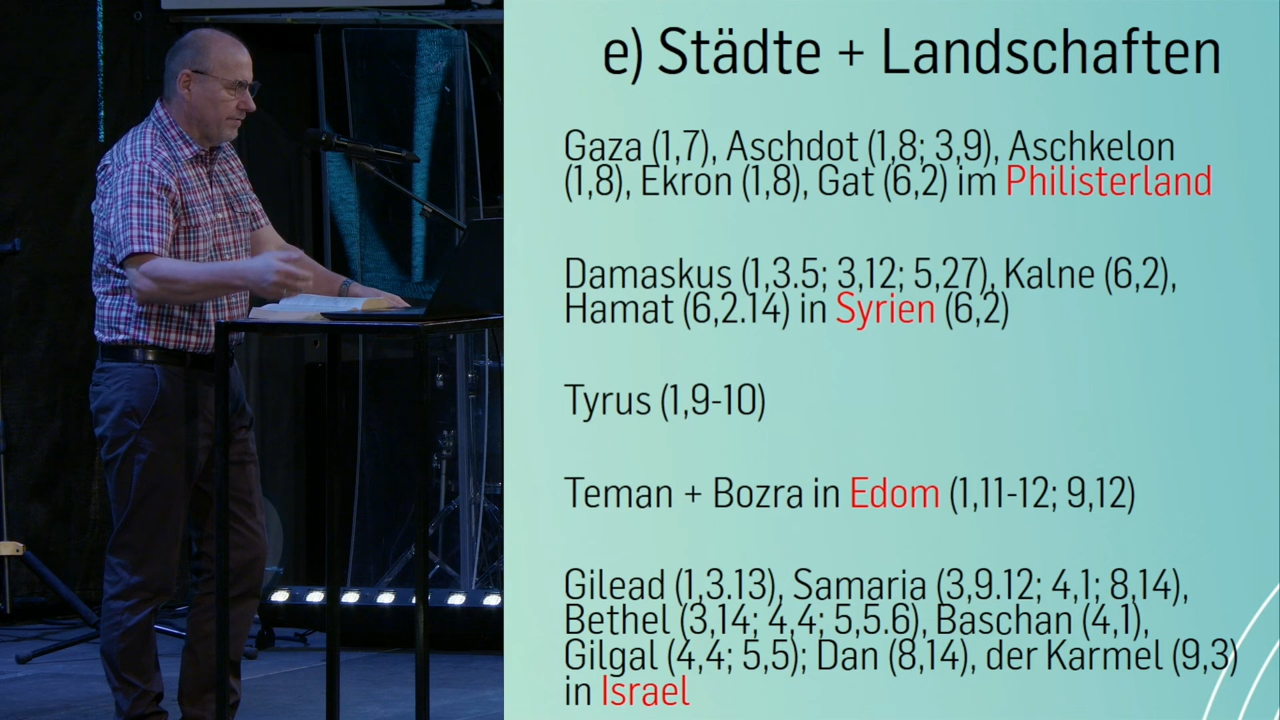 e) Städte + Landschaften
Gaza (1,7), Aschdot (1,8; 3,9), Aschkelon
(1,8), Ekron (1,8), Gat (6,2) im Philisterland
Damaskus (1,3.5; 3,12; 5,27), Kalne (6,2),
Hamat (6,2.14) in Syrien (6,2)
Tyrus (1,9-10)
Teman + Bozra in Edom (1,11-12; 9,12)
Gilead (1,3.13), Samaria (3,9.12; 4,1; 8,14),
Bethel (3,14; 4,4; 5,5.6), Baschan (4,1),
Gilgal (4,4; 5,5); Dan (8,14), der Karmel (9,3)
in Israel